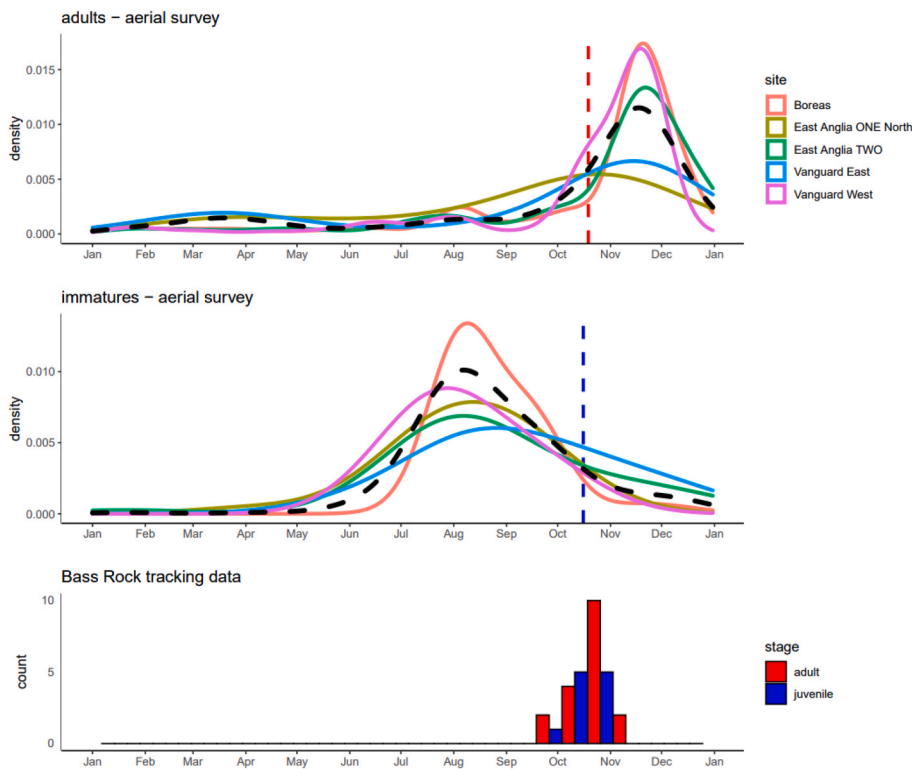 adults − aerial survey
0.015
0.010
0.005
0.000
density
Jan Feb Mar Apr May Jun Jul Aug Sep Oct Nov Dec Jan
site
Boreas
East Anglia ONE North
East Anglia TWO
Vanguard East
Vanguard West
immatures − aerial survey
0.010
0.005
0.000
density
Jan Feb Mar Apr May Jun Jul Aug Sep Oct Nov Dec Jan
Bass Rock tracking data
10
5
0
count
Jan Feb Mar Apr May Jun Jul Aug Sep Oct Nov Dec Jan
stage
adult
juvenile